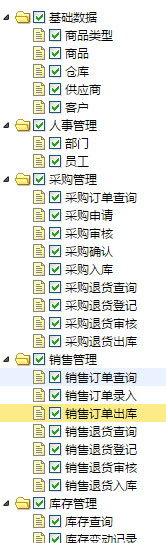 基础数据
商品类型
商品
仓库
供应商
客户
人事管理
部门
员工
采购管理
采购订单查询
采购申请
采购审核
采购确认
采购入库
采购退货查询
采购退货登记
采购退货审核
采购退货出库
销售管理
销售订单查询
销售订单录入
销售订单出库
销售退货查询
销售退货登记
销售退货审核
销售退货入库
库存管理
库存查询
库存变动记录